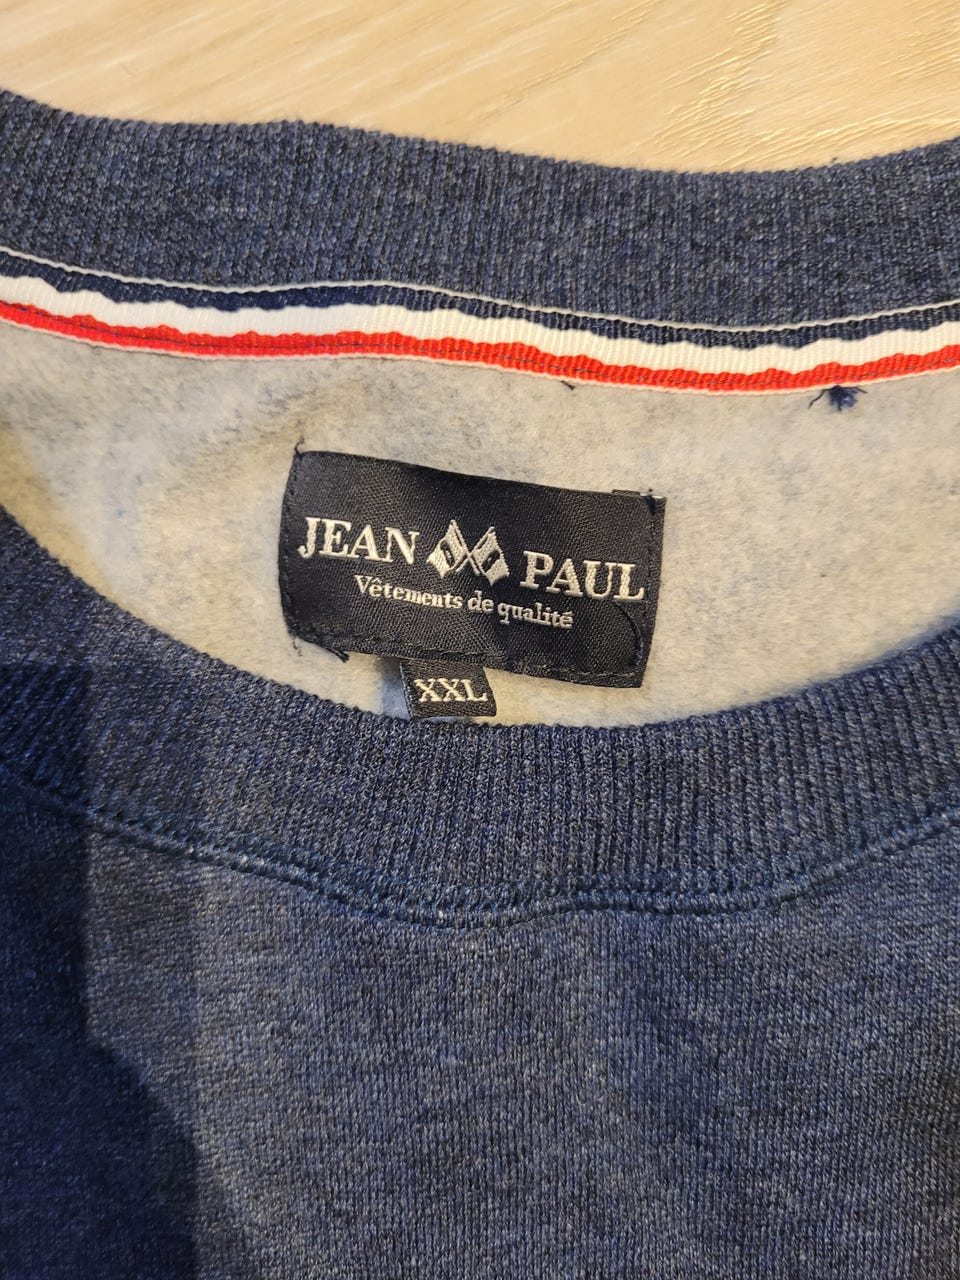 JEAN PAUL
Vêtements de qualité
XXL